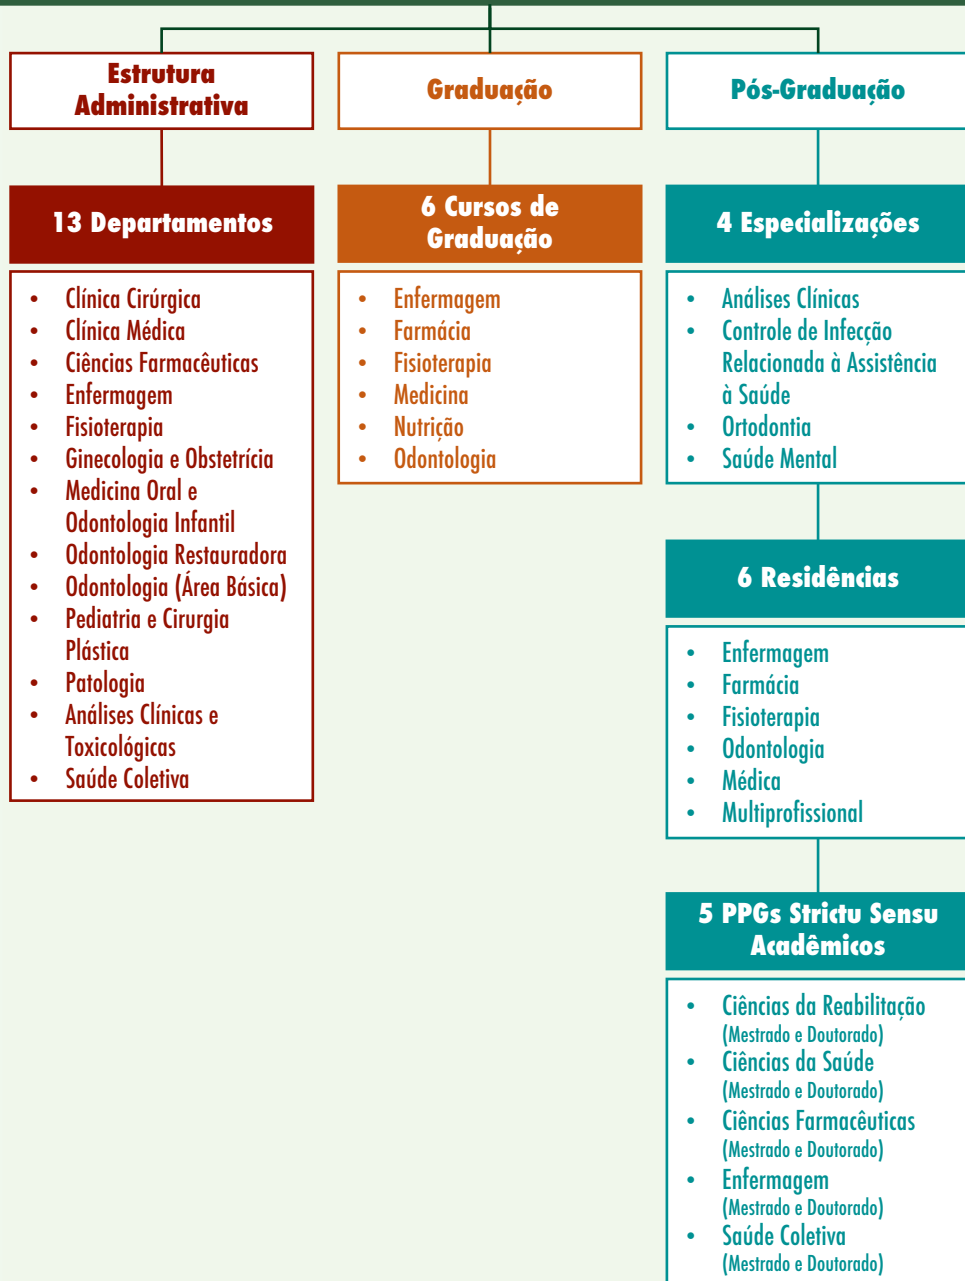 Estrutura
Administrativa
13 Departamentos
• Clínica Cirúrgica
• Clínica Médica
• Ciências Farmacêuticas
• Enfermagem
• Fisioterapia
• Ginecologia e Obstetrícia
• Medicina Oral e
Odontologia Infantil
• Odontologia Restauradora
• Odontologia (Área Básica)
• Pediatria e Cirurgia
Plástica
• Patologia
• Análises Clínicas e
Toxicológicas
• Saúde Coletiva
Graduação
6 Cursos de
Graduação
• Enfermagem
• Farmácia
• Fisioterapia
• Medicina
• Nutrição
• Odontologia
Pós-Graduação
4 Especializações
• Análises Clínicas
• Controle de Infecção
Relacionada à Assistência
à Saúde
• Ortodontia
• Saúde Mental
6 Residências
• Enfermagem
• Farmácia
• Fisioterapia
• Odontologia
• Médica
• Multiprofissional
5 PPGs Strictu Sensu
Acadêmicos
• Ciências da Reabilitação
(Mestrado e Doutorado)
• Ciências da Saúde
(Mestrado e Doutorado)
• Ciências Farmacêuticas
(Mestrado e Doutorado)
• Enfermagem
(Mestrado e Doutorado)
• Saúde Coletiva
(Mestrado e Doutorado)